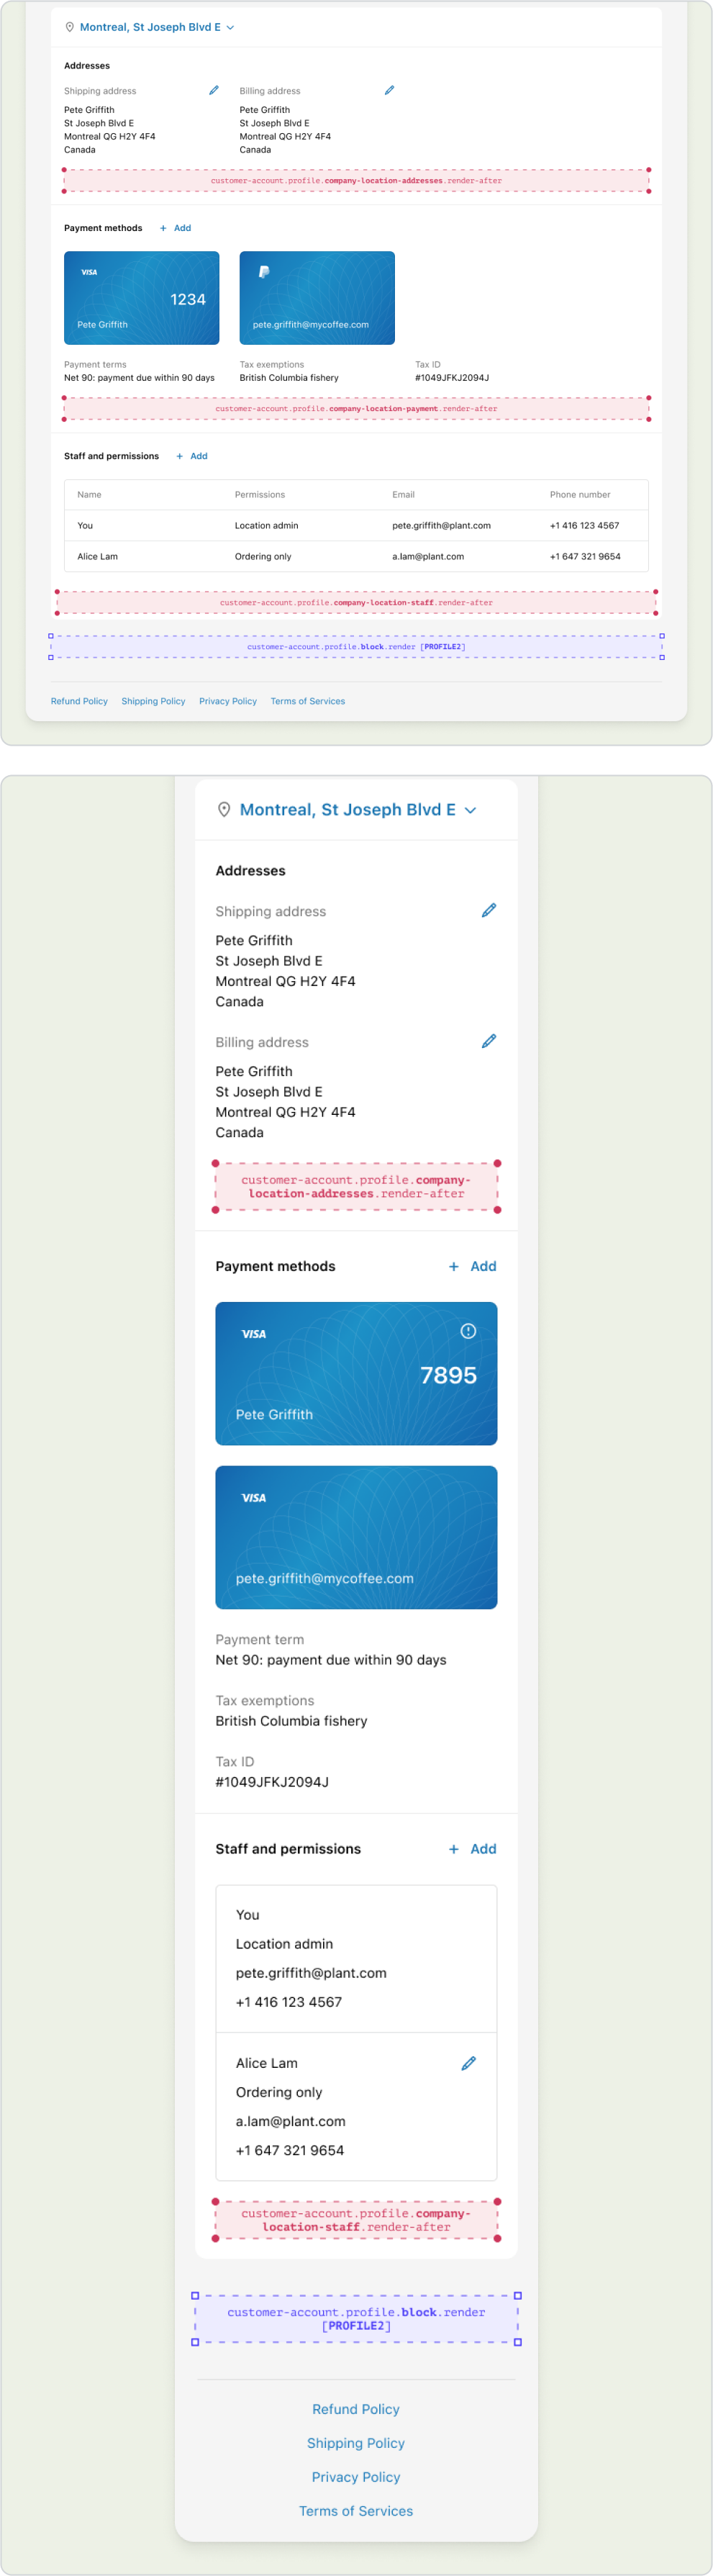 Montreal, St Joseph Blvd E
Addresses
Shipping address
Billing address
Pete Griffith
Pete Griffith
St Joseph Blvd E
St Joseph Blvd E
Montreal QG H2Y 4F4
Montreal QG H2Y 4F4
Canada
Canada
customer-account.profile.company-location-addresses.render-after
Payment methods + Add
VISA
1234
Pete Griffith
pete.griffith@mycoffee.com
Payment terms
Tax exemptions
Tax ID
Net 90: payment due within 90 days
British Columbia fishery
#1049JFKJ2094J
customer-account.profile.company-location-payment.render-after
Staff and permissions + Add
Name Permissions Email Phone number
You Location admin pete.griffith@plant.com +1 416 123 4567
Alice Lam Ordering only a.lam@plant.com +1 647 321 9654
customer-account.profile.company-location-staff.render-after
customer-account.profile.block.render [PROFILE2]
Refund Policy Shipping Policy Privacy Policy Terms of Services
Montreal, St Joseph Blvd E
Addresses
Shipping address
Pete Griffith
St Joseph Blvd E
Montreal QG H2Y 4F4
Canada
Billing address
Pete Griffith
St Joseph Blvd E
Montreal QG H2Y 4F4
Canada
customer-account.profile.company-
location-addresses.render-after
Payment methods + Add
VISA
7895
Pete Griffith
VISA
pete.griffith@mycoffee.com
Payment term
Net 90: payment due within 90 days
Tax exemptions
British Columbia fishery
Tax ID
#1049JFKJ2094J
Staff and permissions + Add
You
Location admin
pete.griffith@plant.com
+1 416 123 4567
Alice Lam
Ordering only
a.lam@plant.com
+1 647 321 9654
customer-account.profile.company-
location-staff.render-after
customer-account.profile.block.render
[PROFILE2]
Refund Policy
Shipping Policy
Privacy Policy
Terms of Services